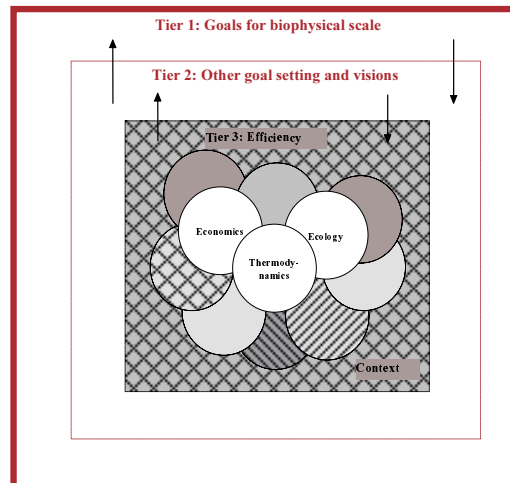 Tier 1: Goals for biophysical scale
Tier 2: Other goal setting and visions
Tier 3: Efficiency
Economics
Ecology
Thermody-
namics
Context